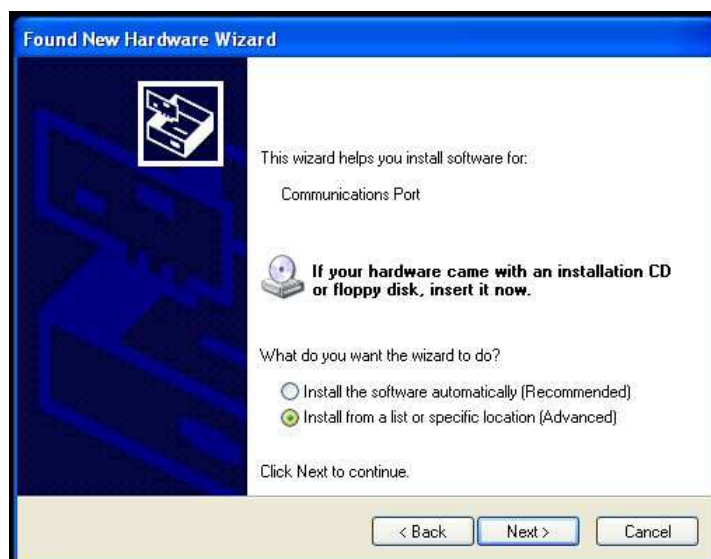 Found New Hardware Wizard
This wizard helps you install software for:
Communications Port
If your hardware came with an installation CD
or floppy disk, insert it now.
What do you want the wizard to do?
Install the software automatically (Recommended)
Install from a list or specific location (Advanced)
Click Next to continue.
< Back
Next >
Cancel